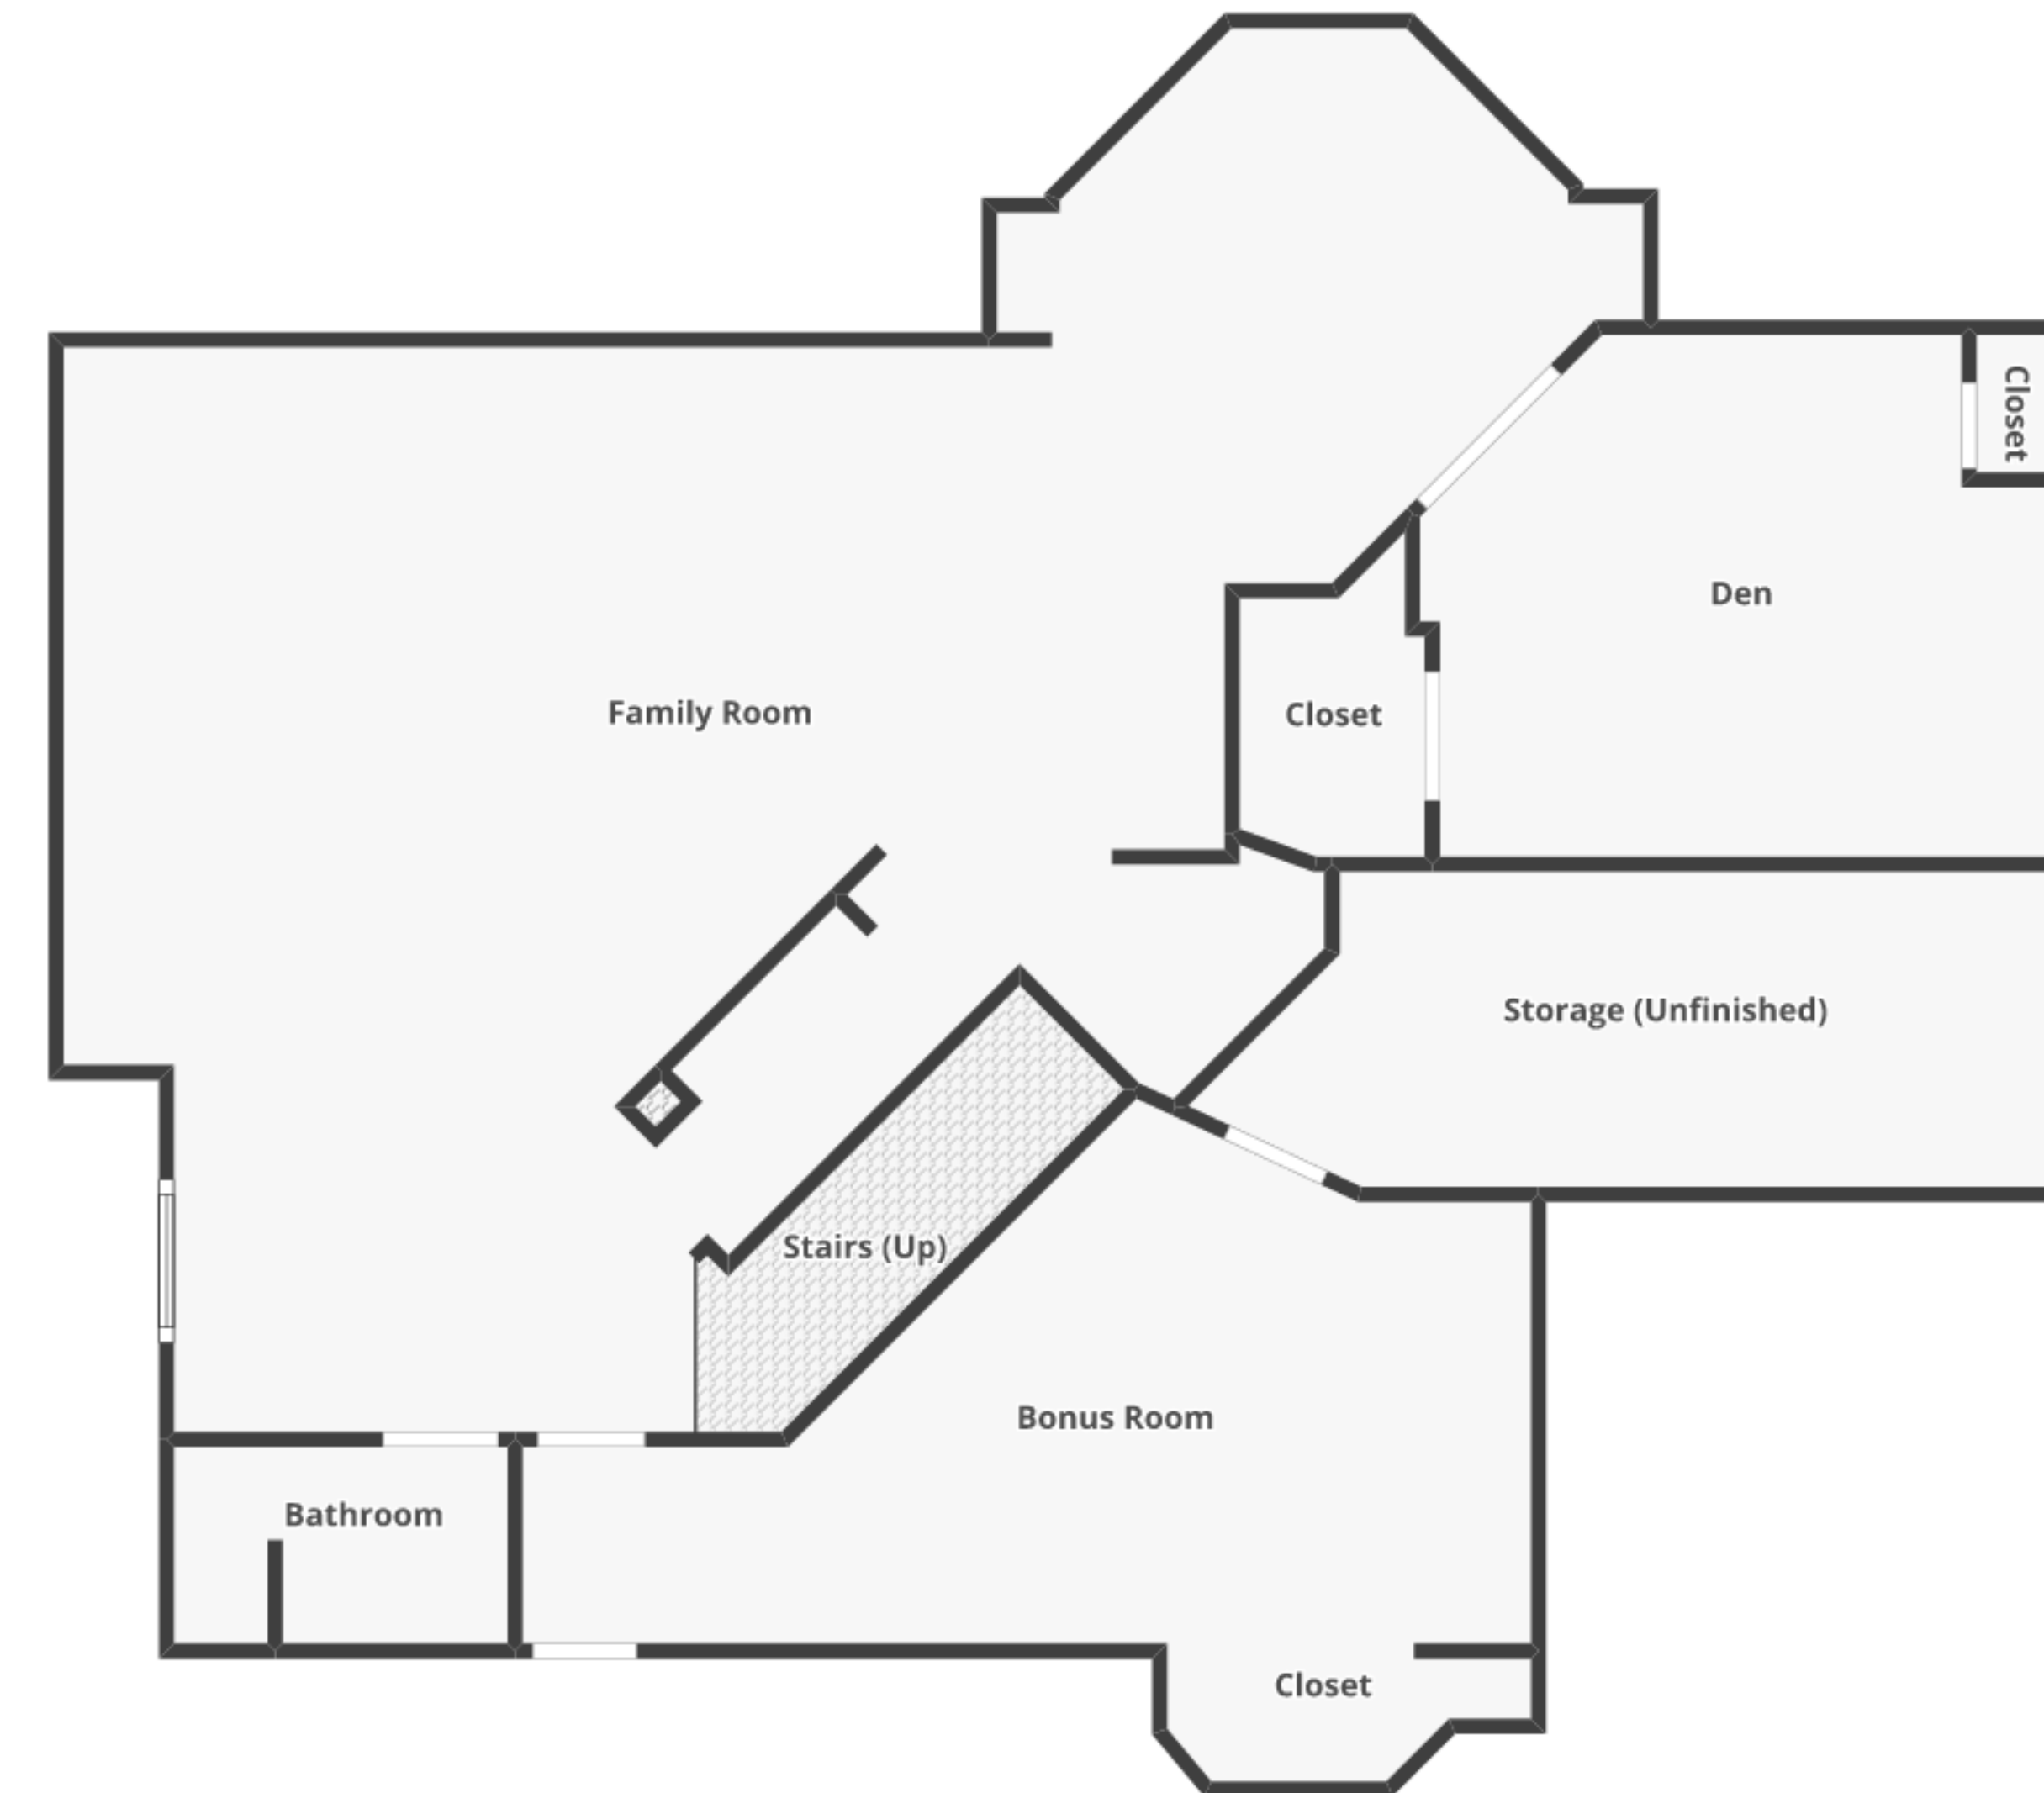 Closet
Den
Family Room
Closet
Storage (Unfinished)
Stairs (Up)
Bonus Room
Bathroom
Closet